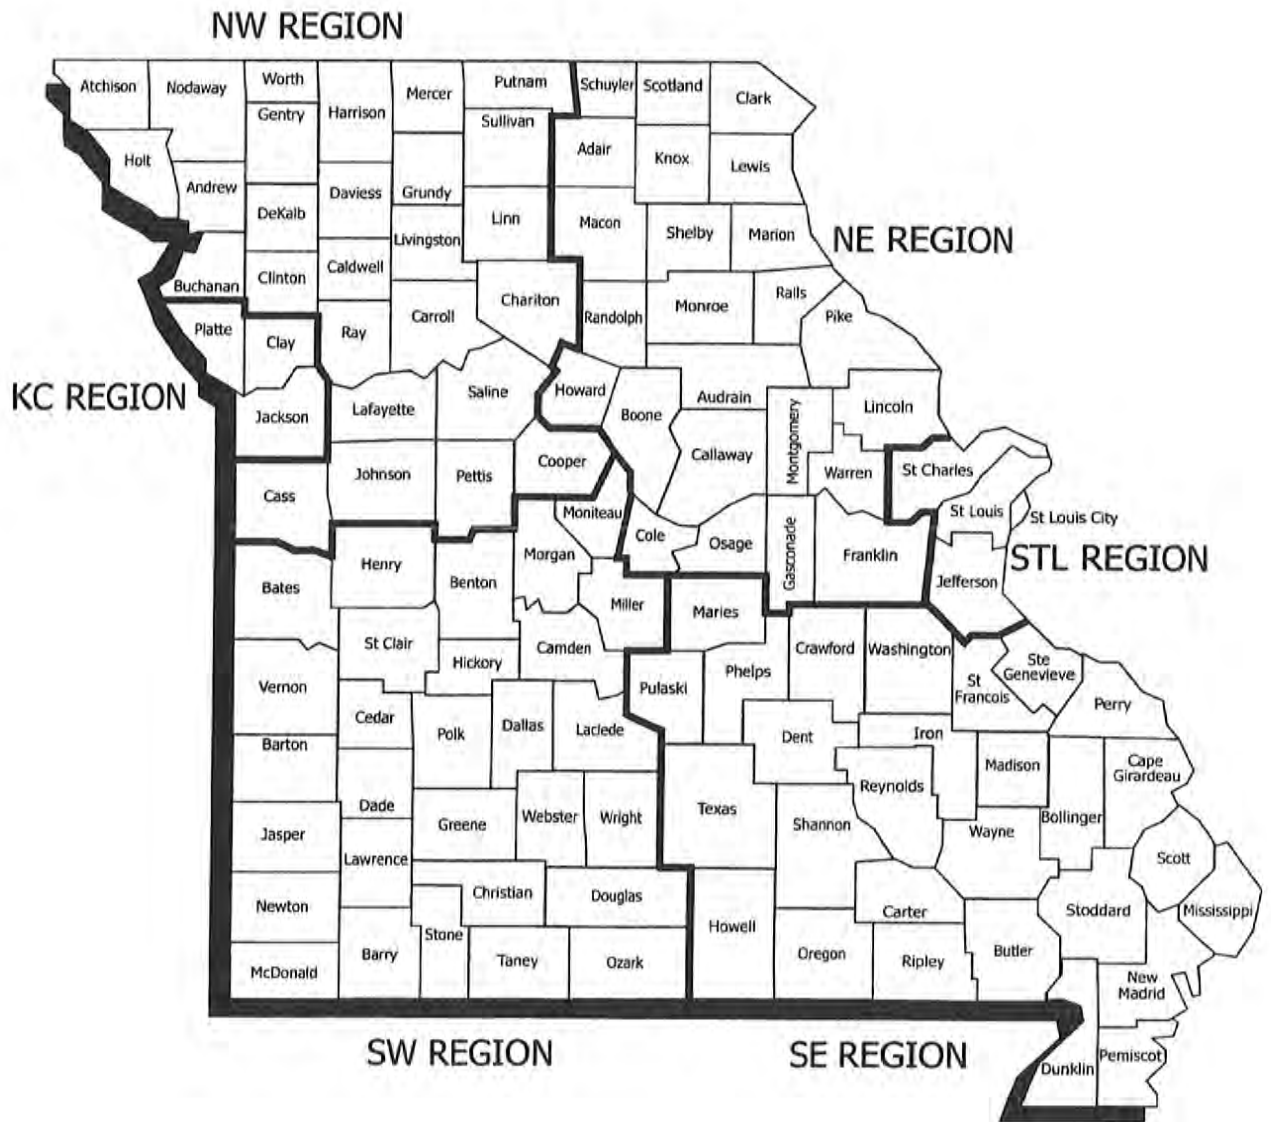 NW REGION
Atchison
Nodaway
Worth
Gentry
Harrison
Mercer
Putnam
Sullivan
Schuyler
Scotland
Clark
Holt
Andrew
DeKalb
Daviess
Grundy
Linn
Adair
Knox
Lewis
Macon
Shelby
Marion
NE REGION
Buchanan
Clinton
Caldwell
Livingston
Chariton
Randolph
Monroe
Ralls
Pike
Platte
Clay
Ray
Carroll
KC REGION
Jackson
Lafayette
Saline
Howard
Boone
Audrain
Montgomery
Lincoln
Cass
Johnson
Pettis
Cooper
Callaway
Warren
St Charles
Moniteau
St Louis
St Louis City
Bates
Henry
Benton
Morgan
Cole
Osage
Gasconade
Franklin
STL REGION
Jefferson
Miller
Maries
St Clair
Hickory
Camden
Crawford
Washington
Vernon
Pulaski
Phelps
St
Francois
Ste
Genevieve
Perry
Cedar
Polk
Dallas
Laclede
Dent
Iron
Barton
Madison
Cape
Girardeau
Dade
Reynolds
Jasper
Greene
Webster
Wright
Texas
Shannon
Wayne
Bollinger
Lawrence
Scott
Newton
Christian
Douglas
Howell
Carter
Stoddard
Mississippi
McDonald
Barry
Stone
Taney
Ozark
Oregon
Ripley
Butler
New
Madrid
SW REGION
SE REGION
Dunklin
Pemiscot